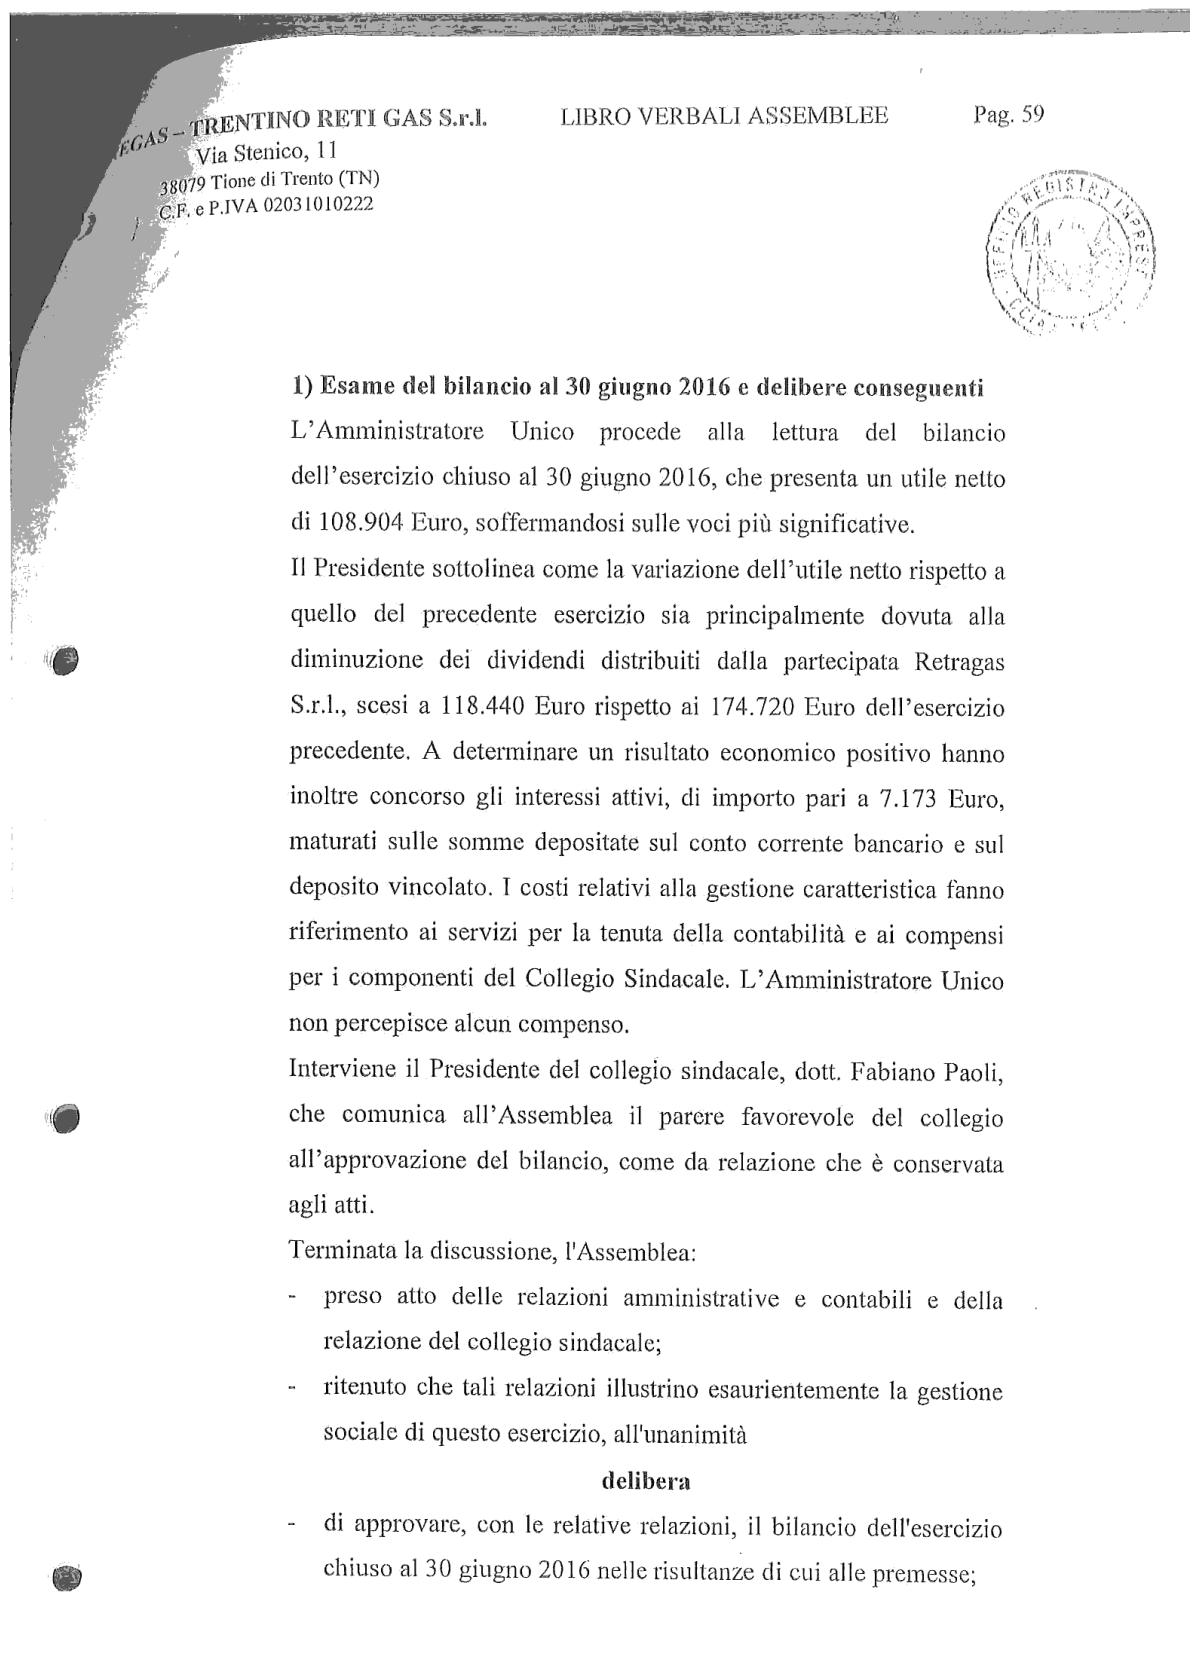 EGAS – TRENTINO RETI GAS S.r.l. LIBRO VERBALI ASSEMBLEE Pag. 59
Via Stenico, 11
38079 Tione di Trento (TN)
C.F. e P.IVA 02031010222
UFFICIO REGISTRO IMPRESE
1) Esame del bilancio al 30 giugno 2016 e delibere conseguenti
L'Amministratore Unico procede alla lettura del bilancio
dell'esercizio chiuso al 30 giugno 2016, che presenta un utile netto
di 108.904 Euro, soffermandosi sulle voci più significative.
Il Presidente sottolinea come la variazione dell'utile netto rispetto a
quello del precedente esercizio sia principalmente dovuta alla
diminuzione dei dividendi distribuiti dalla partecipata Retragas
S.r.l., scesi a 118.440 Euro rispetto ai 174.720 Euro dell'esercizio
precedente. A determinare un risultato economico positivo hanno
inoltre concorso gli interessi attivi, di importo pari a 7.173 Euro,
maturati sulle somme depositate sul conto corrente bancario e sul
deposito vincolato. I costi relativi alla gestione caratteristica fanno
riferimento ai servizi per la tenuta della contabilità e ai compensi
per i componenti del Collegio Sindacale. L'Amministratore Unico
non percepisce alcun compenso.
Interviene il Presidente del collegio sindacale, dott. Fabiano Paoli,
che comunica all'Assemblea il parere favorevole del collegio
all'approvazione del bilancio, come da relazione che è conservata
agli atti.
Terminata la discussione, l'Assemblea:
- preso atto delle relazioni amministrative e contabili e della
relazione del collegio sindacale;
- ritenuto che tali relazioni illustrino esaurientemente la gestione
sociale di questo esercizio, all'unanimità
delibera
- di approvare, con le relative relazioni, il bilancio dell'esercizio
chiuso al 30 giugno 2016 nelle risultanze di cui alle premesse;